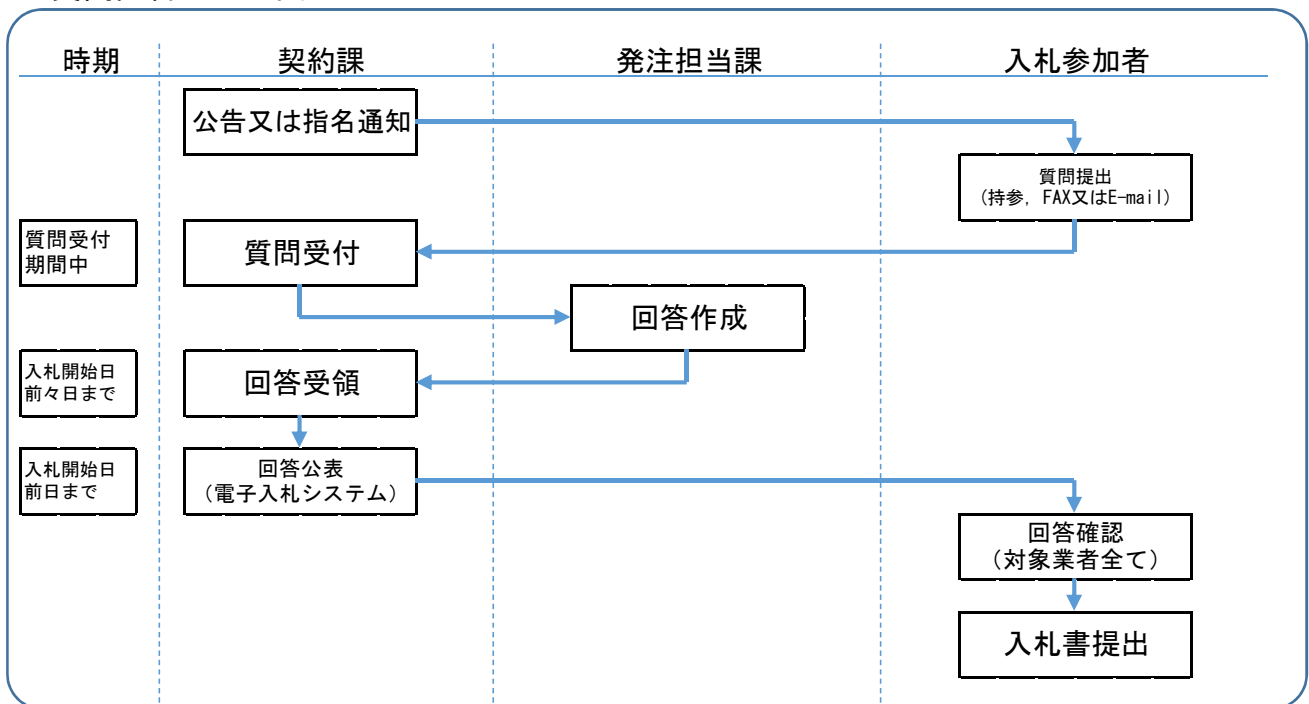 時期 契約課 発注担当課 入札参加者
公告又は指名通知
質問提出
（持参，FAX又はE-mail）
質問受付
期間中
質問受付
回答作成
入札開始日
前々日まで
回答受領
入札開始日
前日まで
回答公表
（電子入札システム）
回答確認
（対象業者全て）
入札書提出